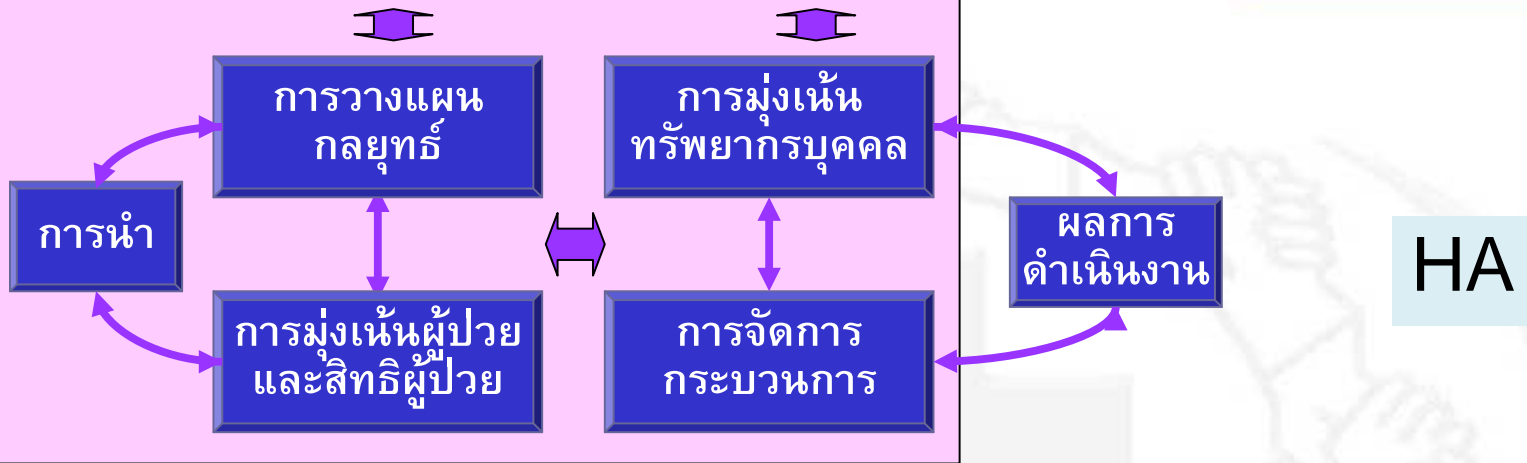 การวางแผน
กลยุทธ์
การมุ่งเน้น
ทรัพยากรบุคคล
การนำ
ผลการ
ดำเนินงาน
HA
การมุ่งเน้นผู้ป่วย
และสิทธิผู้ป่วย
การจัดการ
กระบวนการ